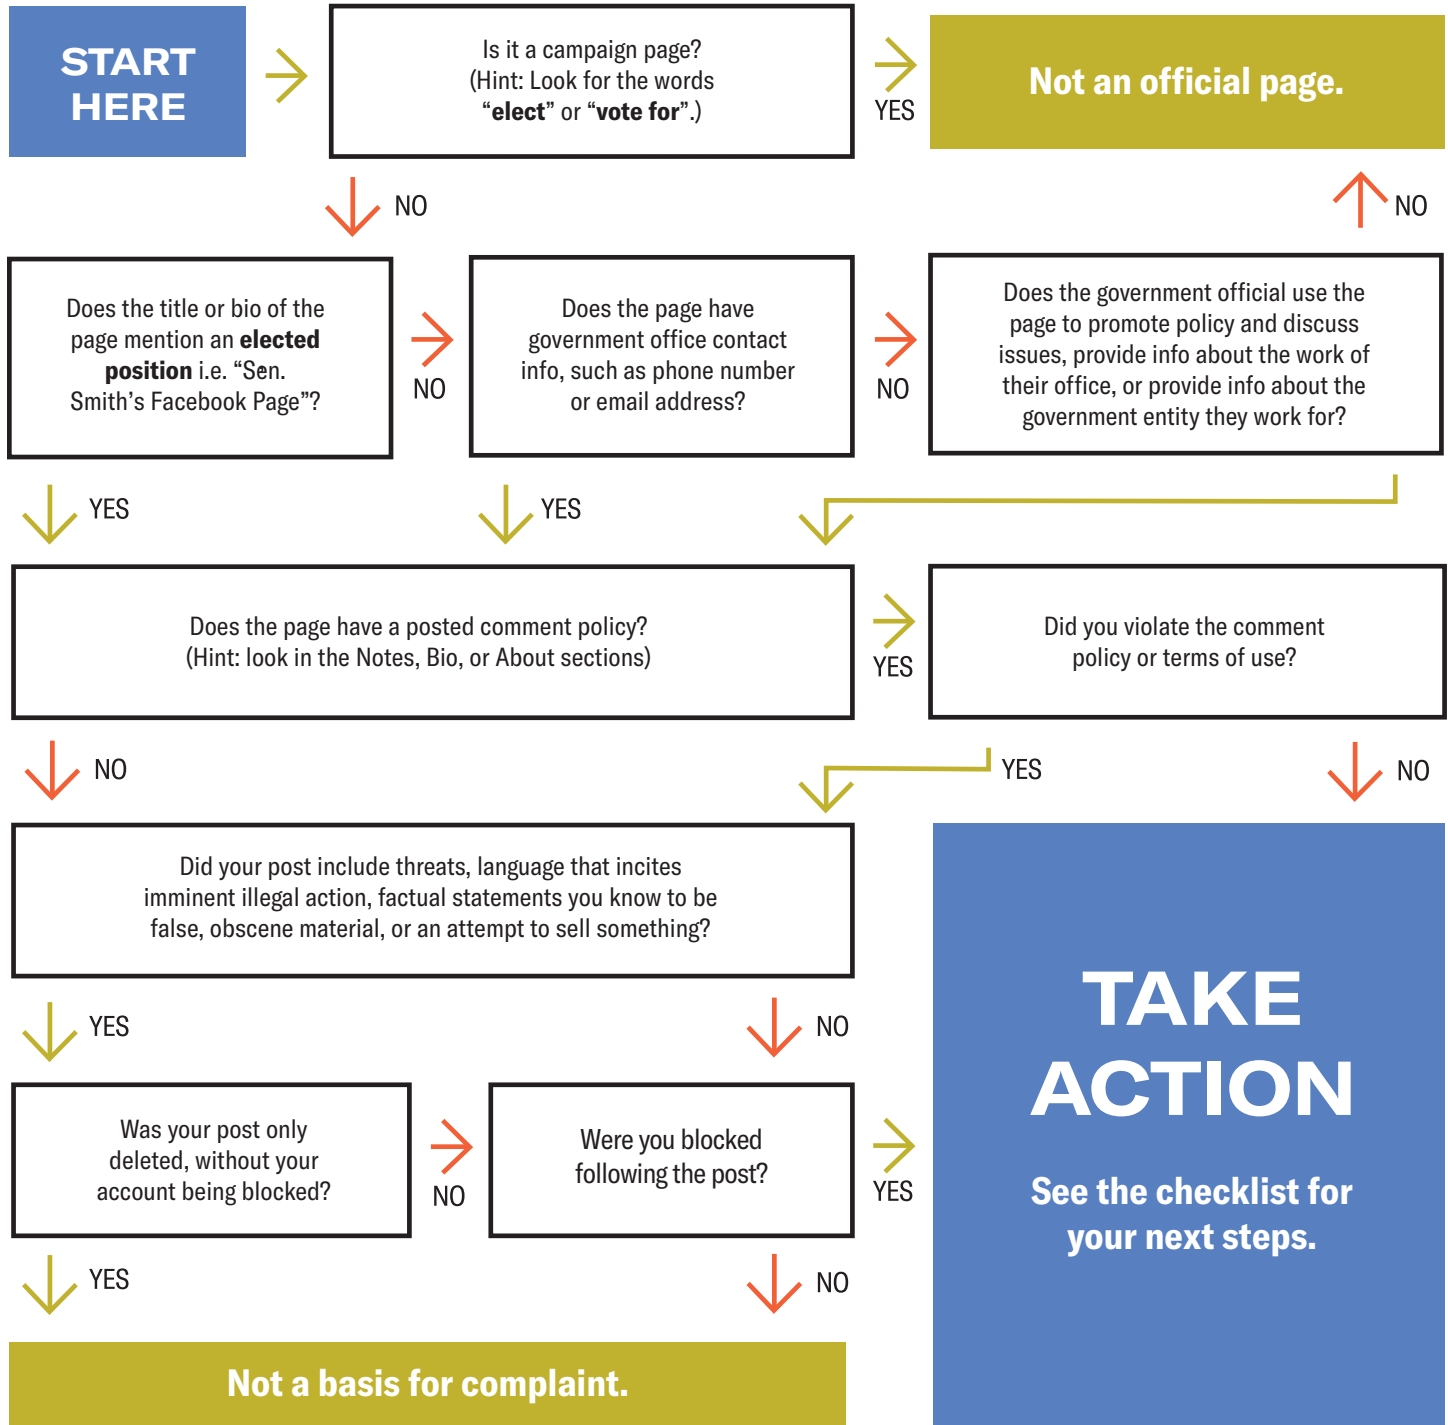 START
HERE
Is it a campaign page?
(Hint: Look for the words
“elect” or “vote for”.)
YES
Not an official page.
NO
NO
Does the title or bio of the
page mention an elected
position i.e. “Sen.
Smith’s Facebook Page”?
NO
Does the page have
government office contact
info, such as phone number
or email address?
NO
Does the government official use the
page to promote policy and discuss
issues, provide info about the work of
their office, or provide info about the
government entity they work for?
YES
YES
Does the page have a posted comment policy?
(Hint: look in the Notes, Bio, or About sections)
YES
Did you violate the comment
policy or terms of use?
NO
YES
NO
Did your post include threats, language that incites
imminent illegal action, factual statements you know to be
false, obscene material, or an attempt to sell something?
YES
NO
Was your post only
deleted, without your
account being blocked?
NO
Were you blocked
following the post?
YES
TAKE
ACTION
See the checklist for
your next steps.
YES
NO
Not a basis for complaint.